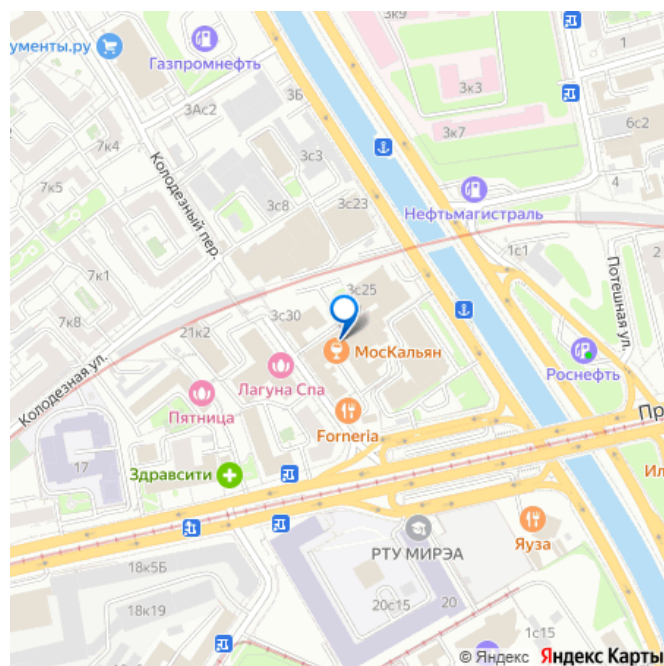 3к9
ументы.ру
Газпромнефть
1
3Б
3к3
3Ас2
6с2
7к4
3к7
3с3
7к5
Колодезный пер.
4
3с8
3с23
Нефтьмагистраль
1с1
2
7к1
3с25
Потешная ул.
3с30
7к8
21к2
МосКальян
Роснефть
Колодезная ул.
Лагуна Спа
Пятница
Forneria
Пр
17
Здравсити
Ил
РТУ МИРЭА
Яуза
18к5Б
18к19
20с15
20
1с15
© Яндекс Яндекс Карты